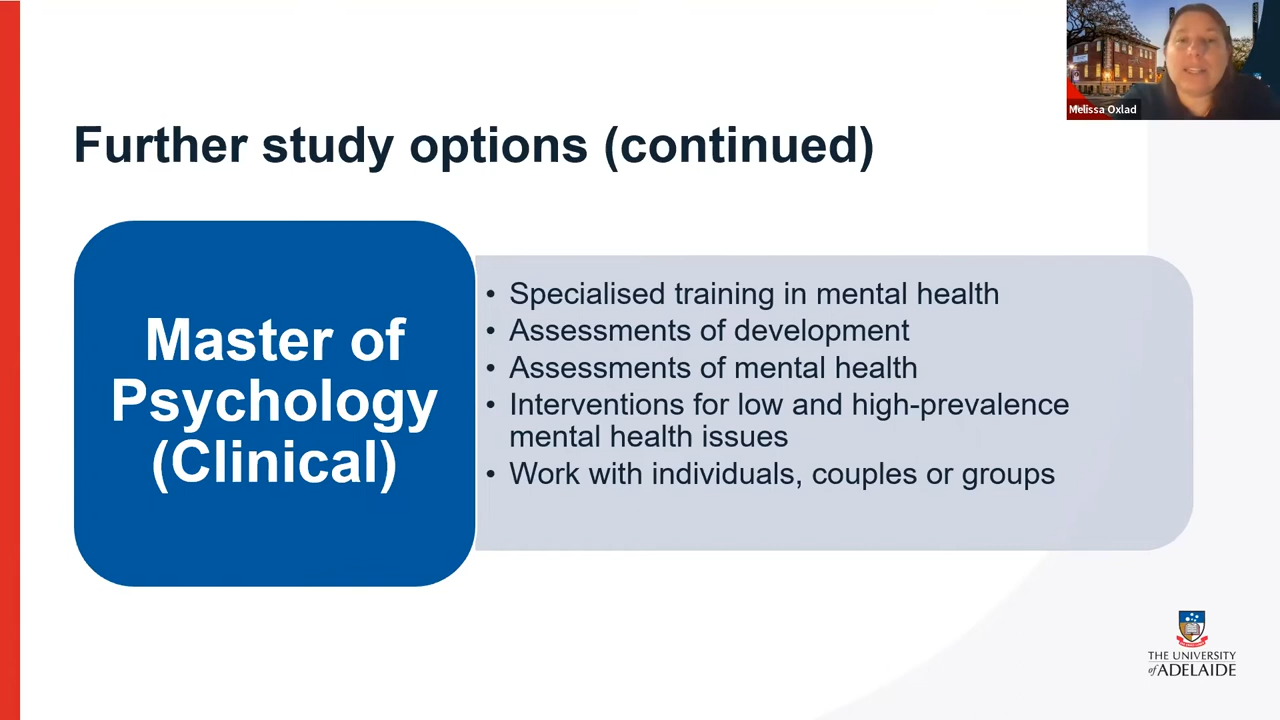 Melissa Oxlad
Further study options (continued)
Master of
Psychology
(Clinical)
• Specialised training in mental health
• Assessments of development
• Assessments of mental health
• Interventions for low and high-prevalence
mental health issues
• Work with individuals, couples or groups
THE UNIVERSITY
of ADELAIDE